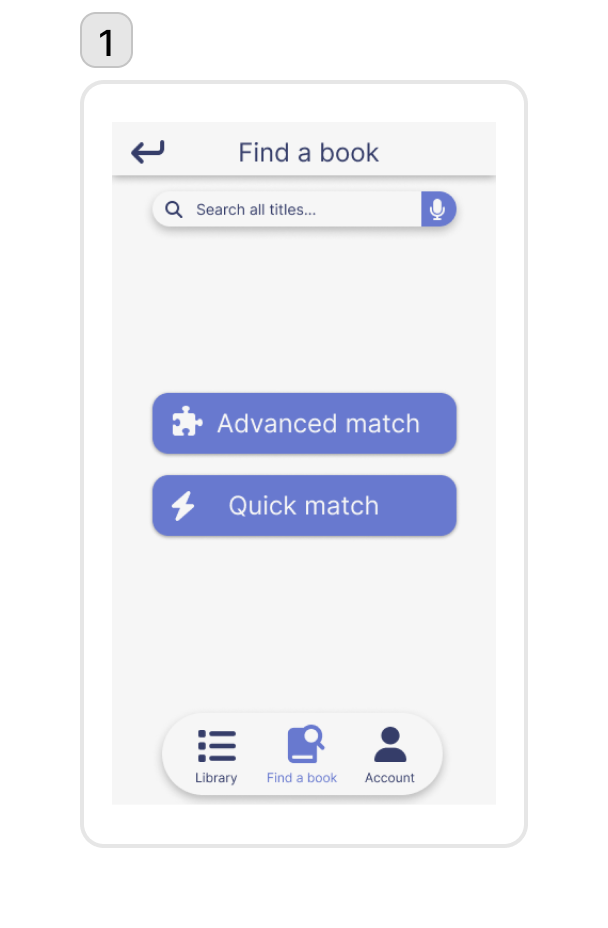 1
Find a book
Search all titles...
Advanced match
Quick match
Library
Find a book
Account